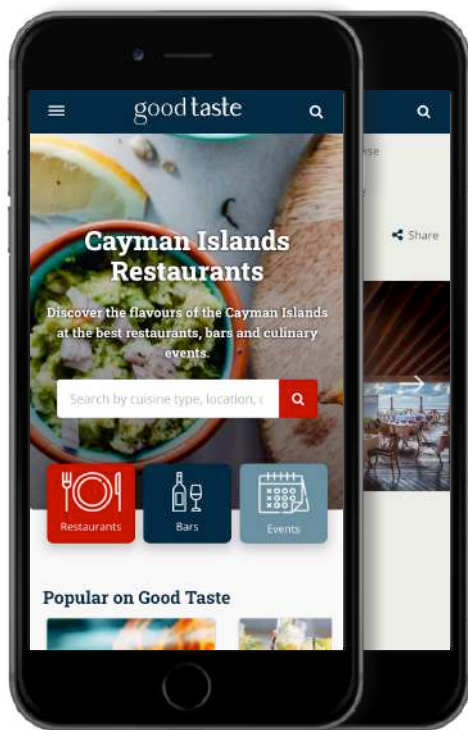 good taste
Cayman Islands
Restaurants
Discover the flavours of the Cayman Islands
at the best restaurants, bars and culinary
events.
Search by cuisine type, location, c
Restaurants
Bars
Events
Popular on Good Taste
Share